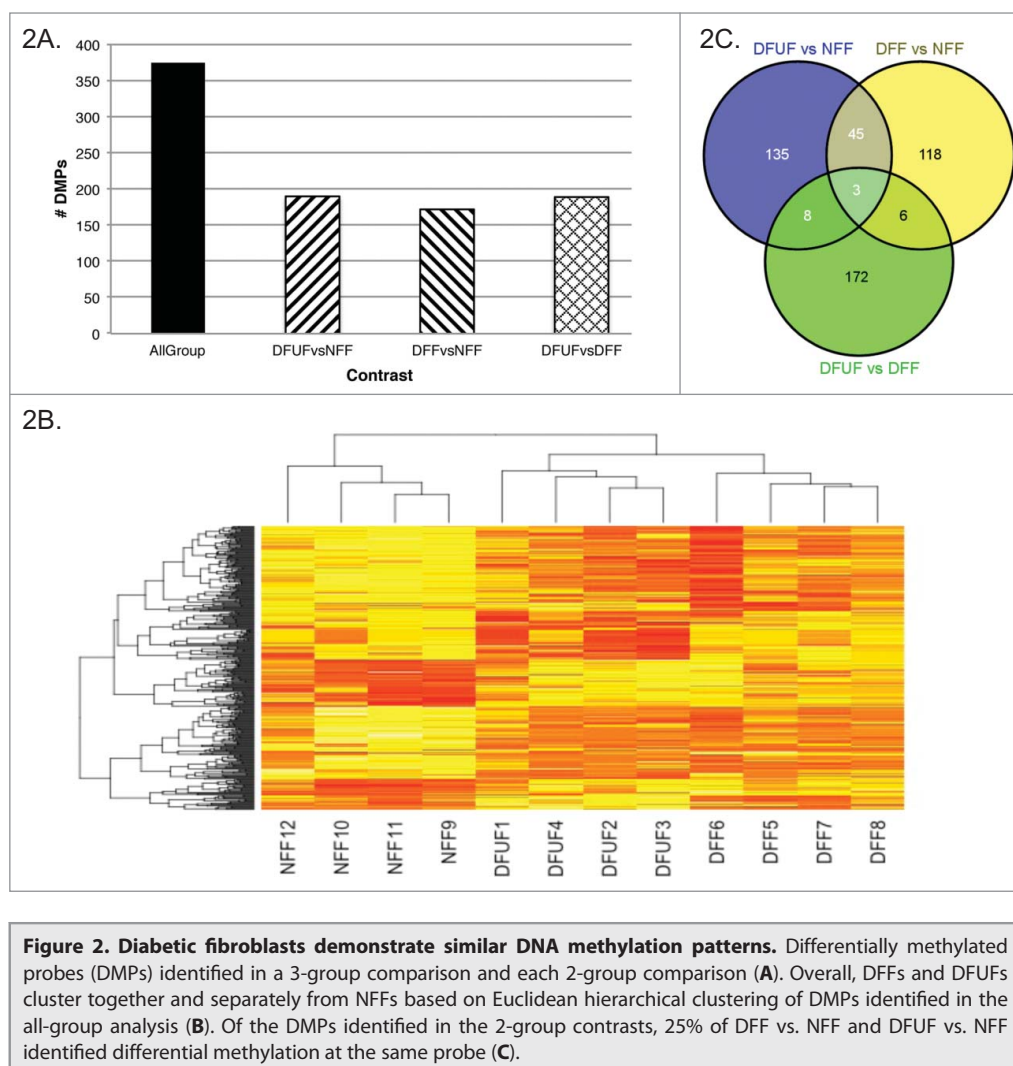 2A.
400
350
300
250
200
150
100
50
0
# DMPs
AllGroup
DFUFvsNFF
DFFvsNFF
DFUFvsDFF
Contrast
2C.
DFUF vs NFF
DFF vs NFF
135
45
118
3
8
6
172
DFUF vs DFF
2B.
NFF12
NFF10
NFF11
NFF9
DFUF1
DFUF4
DFUF2
DFUF3
DFF6
DFF5
DFF7
DFF8
Figure 2. Diabetic fibroblasts demonstrate similar DNA methylation patterns. Differentially methylated
probes (DMPs) identified in a 3-group comparison and each 2-group comparison (A). Overall, DFFs and DFUFs
cluster together and separately from NFFs based on Euclidean hierarchical clustering of DMPs identified in the
all-group analysis (B). Of the DMPs identified in the 2-group contrasts, 25% of DFF vs. NFF and DFUF vs. NFF
identified differential methylation at the same probe (C).